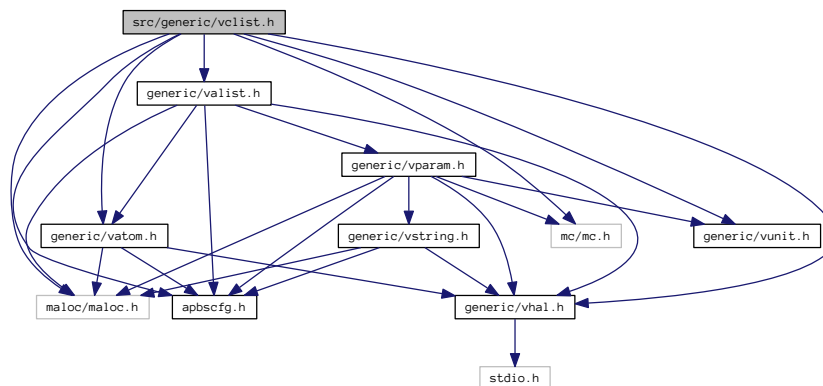 src/generic/vclist.h
generic/valist.h
generic/vparam.h
generic/vatom.h
generic/vstring.h
mc/mc.h
generic/vunit.h
maloc/maloc.h
apbscfg.h
generic/vhal.h
stdio.h